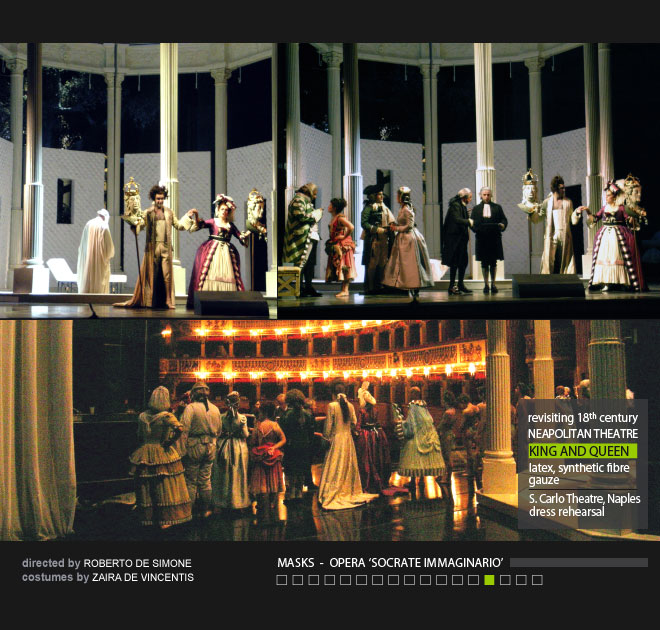 revisiting 18th century
NEAPOLITAN THEATRE
KING AND QUEEN
latex, synthetic fibre
gauze
S. Carlo Theatre, Naples
dress rehearsal
directed by ROBERTO DE SIMONE
costumes by ZAIRA DE VINCENTIS
MASKS - OPERA ‘SOCRATE IMMAGINARIO’